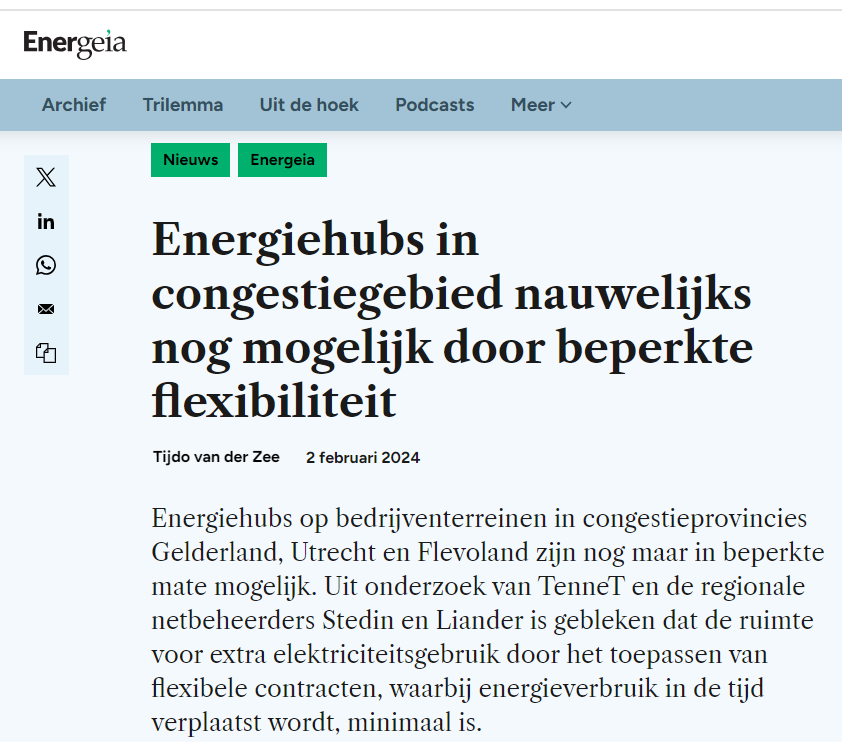 Energeia
Archief Trilemma Uit de hoek Podcasts Meer
Nieuws Energeia
Energiehubs in
congestiegebied nauwelijks
nog mogelijk door beperkte
flexibiliteit
Tijdo van der Zee 2 februari 2024
Energiehubs op bedrijventerreinen in congestieprovincies
Gelderland, Utrecht en Flevoland zijn nog maar in beperkte
mate mogelijk. Uit onderzoek van TenneT en de regionale
netbeheerders Stedin en Liander is gebleken dat de ruimte
voor extra elektriciteitsgebruik door het toepassen van
flexibele contracten, waarbij energieverbruik in de tijd
verplaatst wordt, minimaal is.